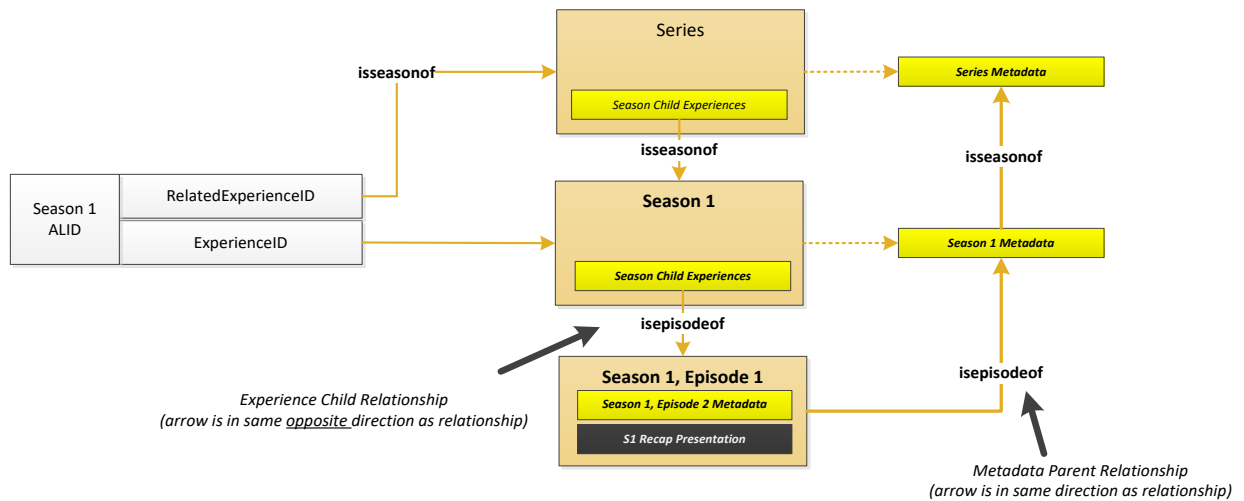 Series
isseasonof
Series Metadata
Season Child Experiences
isseasonof
isseasonof
RelatedExperienceID
Season 1
ALID
Season 1
ExperienceID
Season 1 Metadata
Season Child Experiences
isepisodeof
Season 1, Episode 1
isepisodeof
Experience Child Relationship
(arrow is in same opposite direction as relationship)
Season 1, Episode 2 Metadata
S1 Recap Presentation
Metadata Parent Relationship
(arrow is in same direction as relationship)